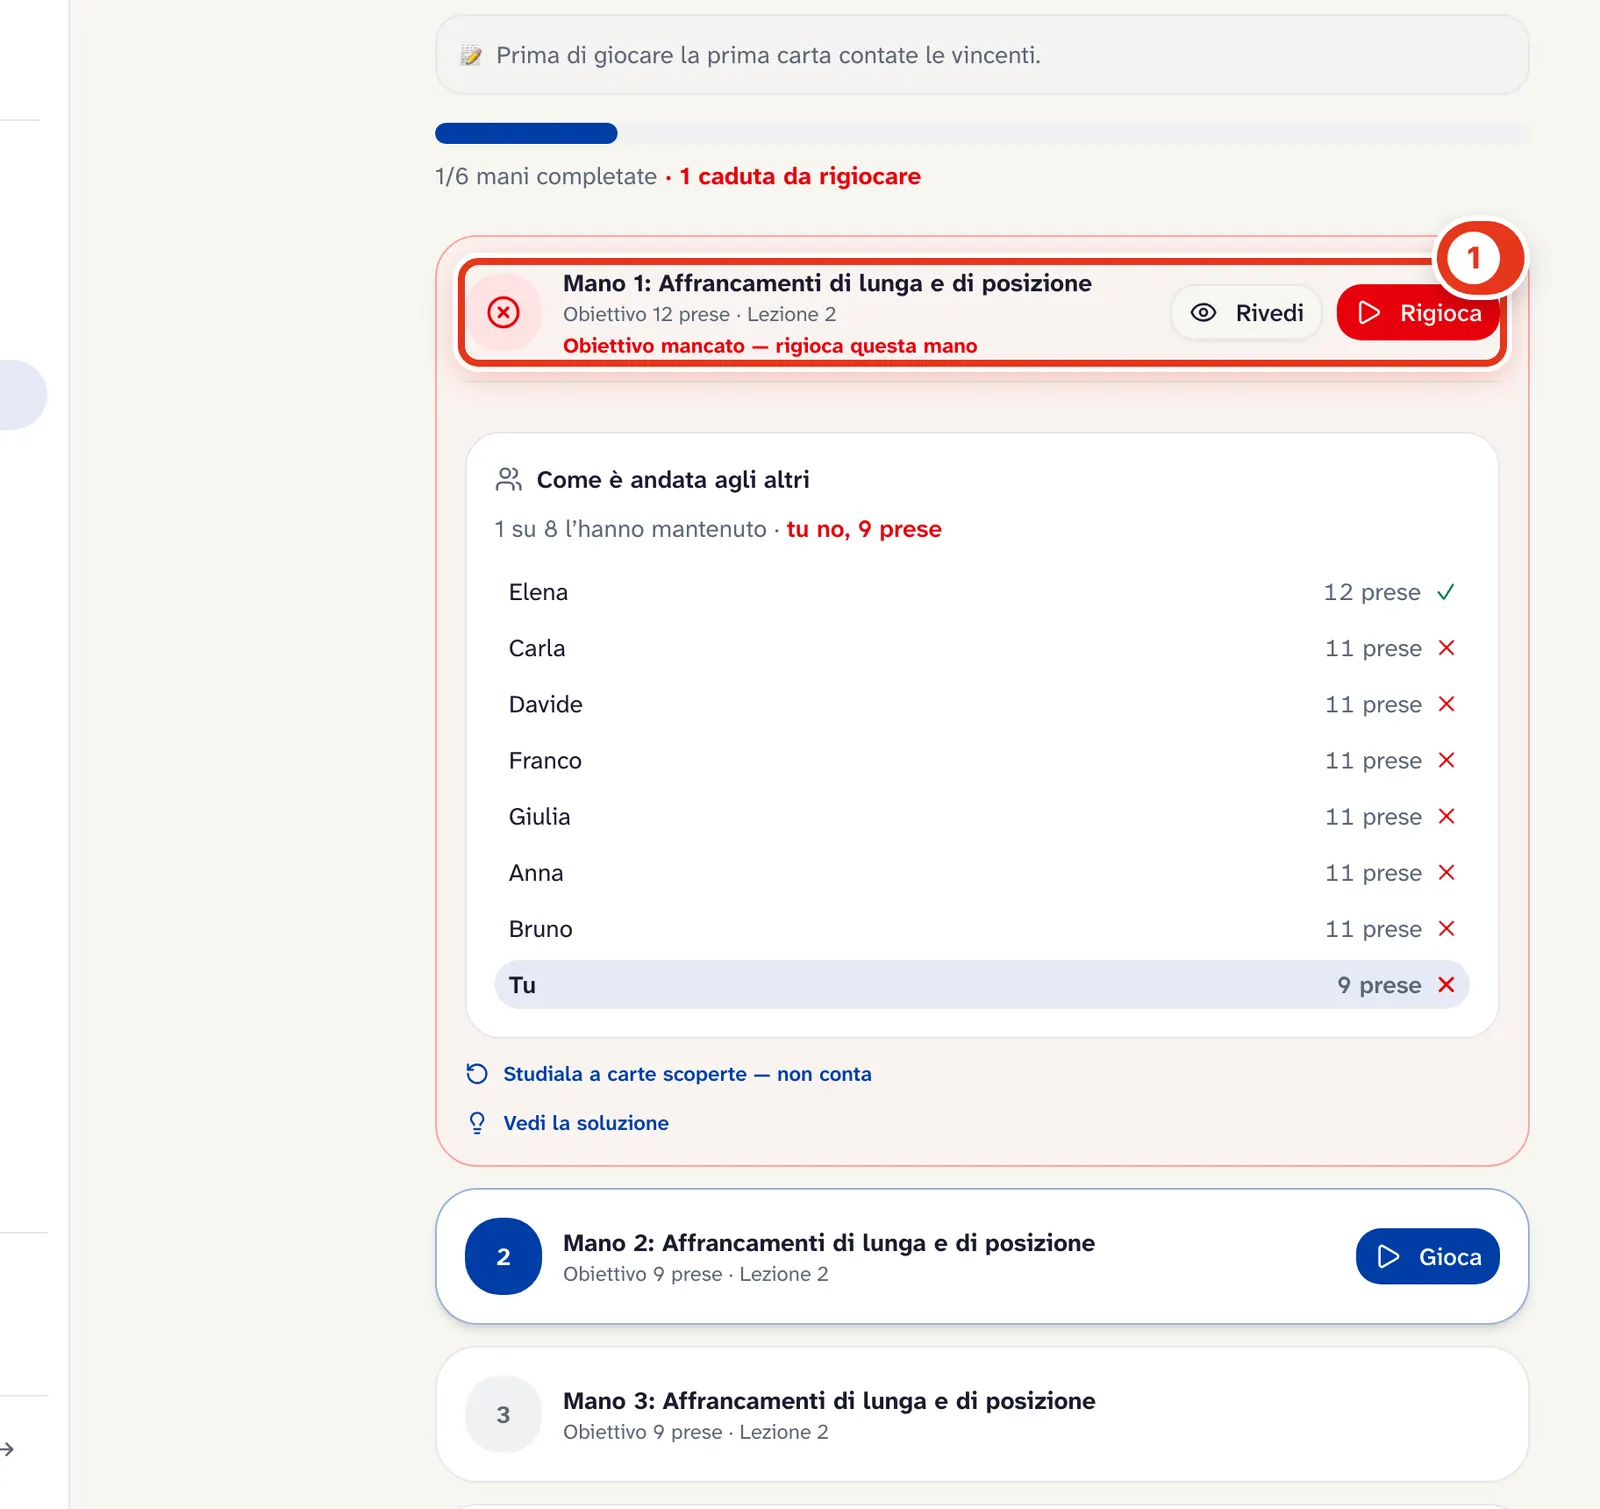 Prima di giocare la prima carta contate le vincenti.
1/6 mani completate · 1 caduta da rigiocare
1
Mano 1: Affrancamenti di lunga e di posizione
Obiettivo 12 prese · Lezione 2
Obiettivo mancato — rigioca questa mano
Rivedi
Rigioca
Come è andata agli altri
1 su 8 l’hanno mantenuto · tu no, 9 prese
Elena 12 prese
Carla 11 prese
Davide 11 prese
Franco 11 prese
Giulia 11 prese
Anna 11 prese
Bruno 11 prese
Tu 9 prese
Studiala a carte scoperte — non conta
Vedi la soluzione
2
Mano 2: Affrancamenti di lunga e di posizione
Obiettivo 9 prese · Lezione 2
Gioca
3
Mano 3: Affrancamenti di lunga e di posizione
Obiettivo 9 prese · Lezione 2